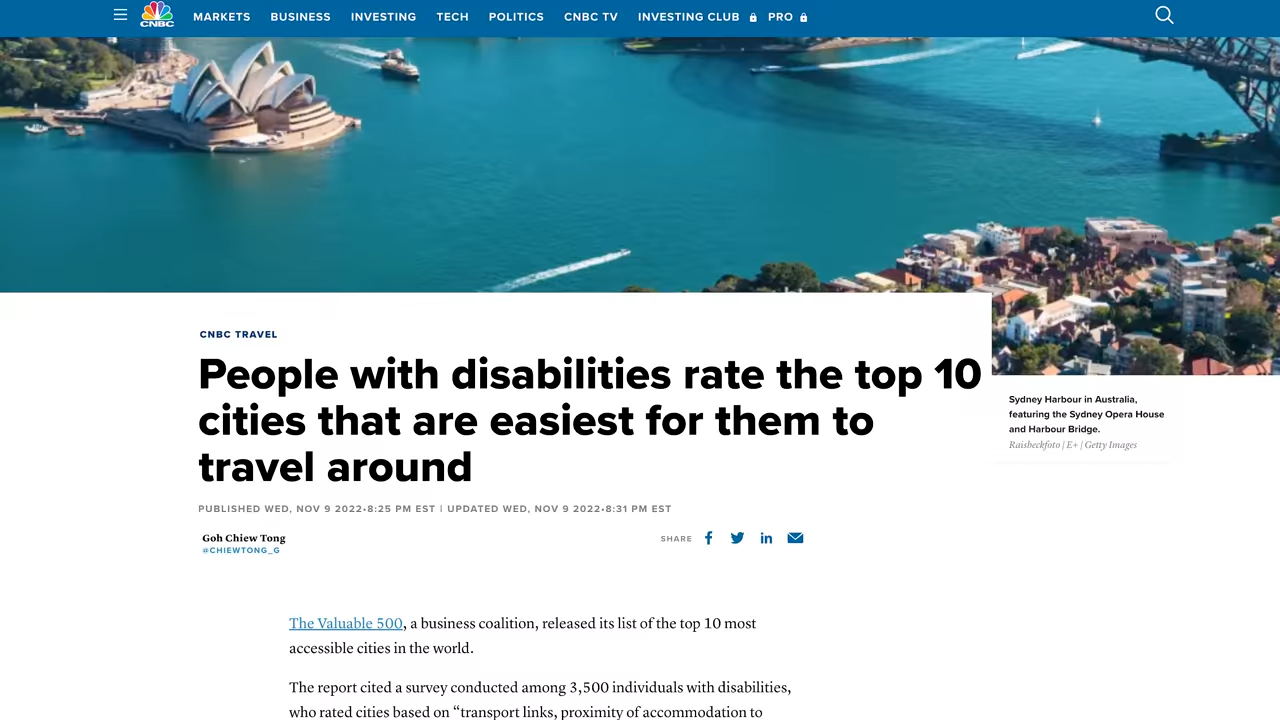 CNBC
MARKETS BUSINESS INVESTING TECH POLITICS CNBC TV INVESTING CLUB PRO
CNBC TRAVEL
People with disabilities rate the top 10
cities that are easiest for them to
travel around
Sydney Harbour in Australia,
featuring the Sydney Opera House
and Harbour Bridge.
Raisbeckfoto | E+ | Getty Images
PUBLISHED WED, NOV 9 2022•8:25 PM EST | UPDATED WED, NOV 9 2022•8:31 PM EST
Goh Chiew Tong
@CHIEWTONG_G
SHARE
The Valuable 500, a business coalition, released its list of the top 10 most
accessible cities in the world.
The report cited a survey conducted among 3,500 individuals with disabilities,
who rated cities based on “transport links, proximity of accommodation to